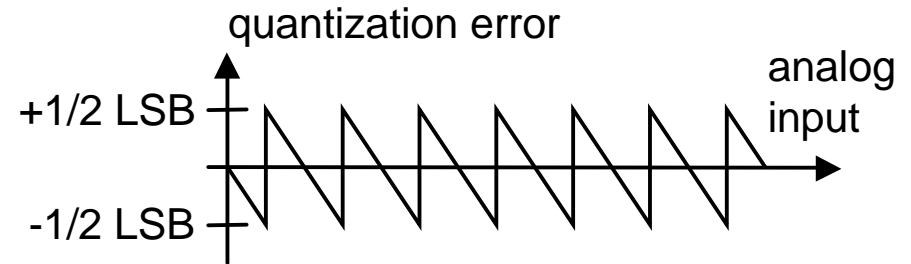 quantization error
analog
input
+1/2 LSB
-1/2 LSB